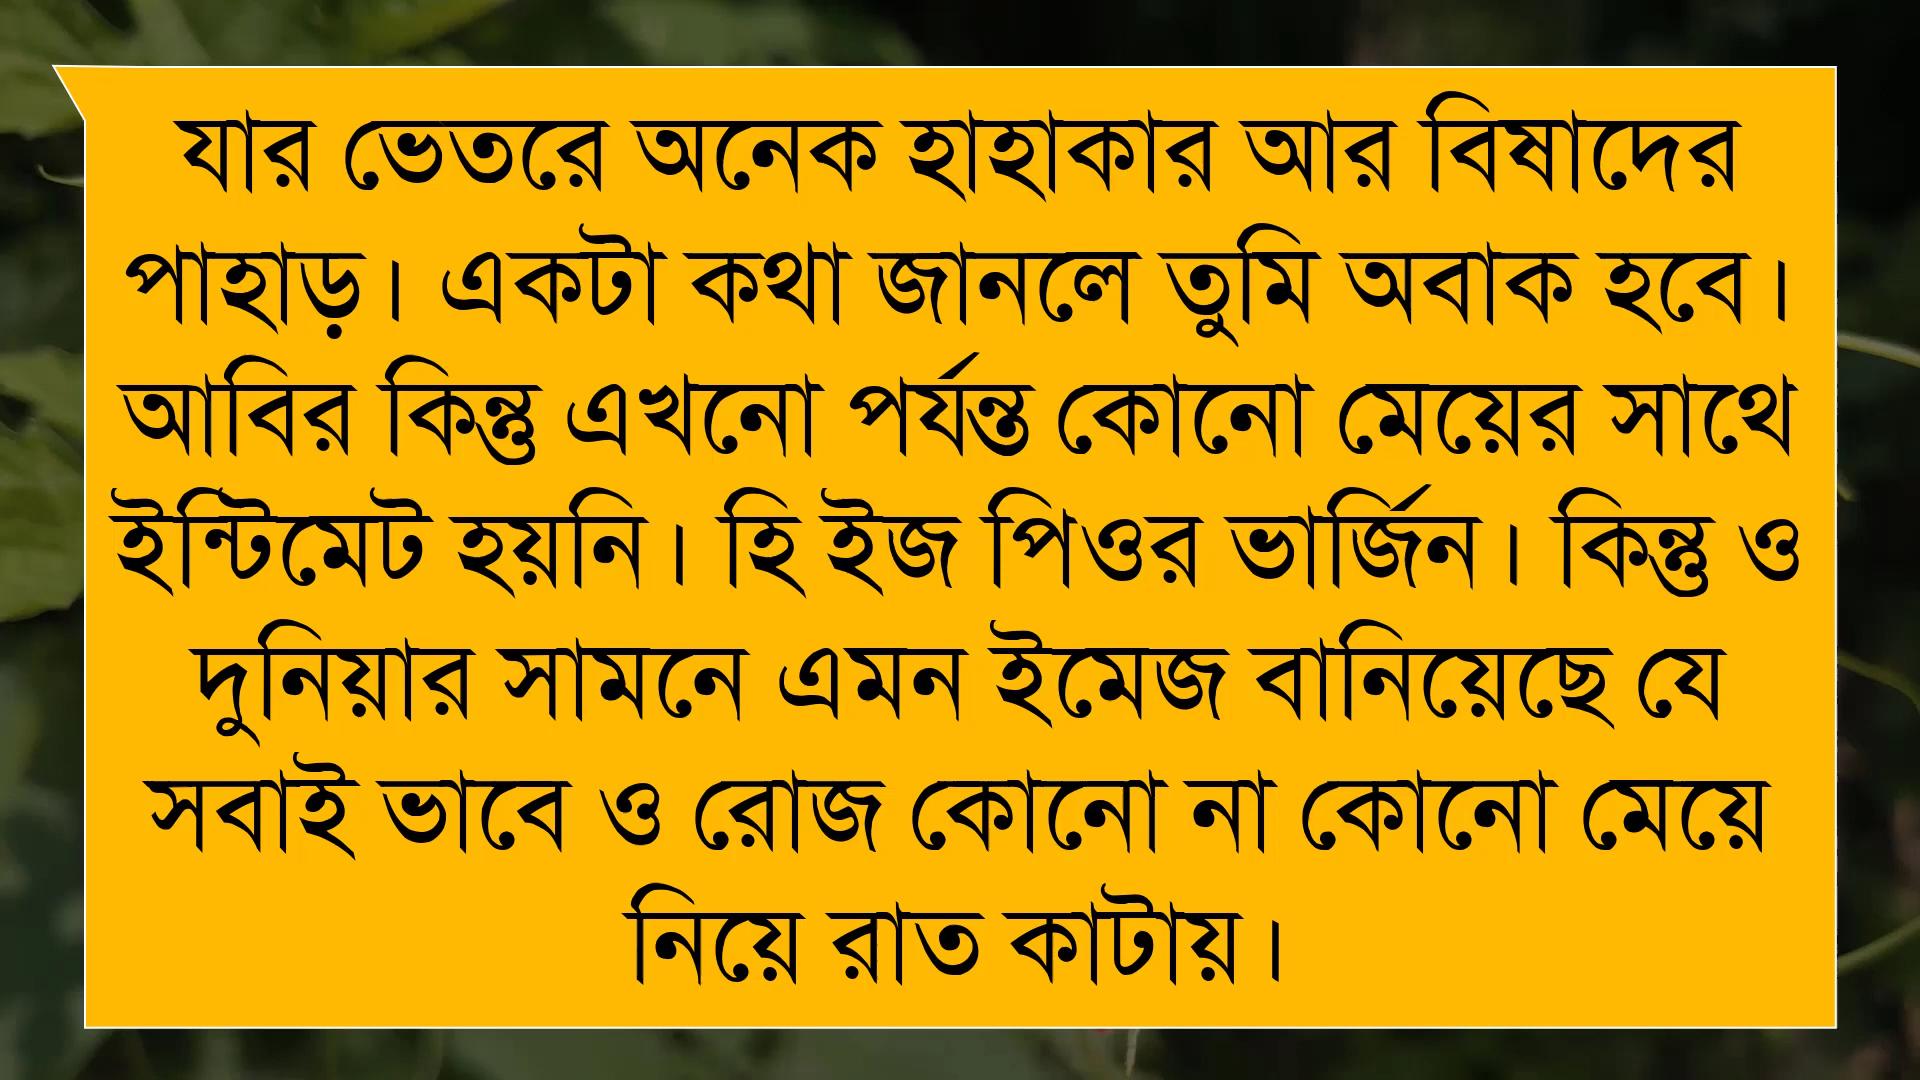 যার ভেতরে অনেক হাহাকার আর বিষাদের
পাহাড়। একটা কথা জানলে তুমি অবাক হবে।
আবির কিন্তু এখনো পর্যন্ত কোনো মেয়ের সাথে
ইন্টিমেট হয়নি। হি ইজ পিওর ভার্জিন। কিন্তু ও
দুনিয়ার সামনে এমন ইমেজ বানিয়েছে যে
সবাই ভাবে ও রোজ কোনো না কোনো মেয়ে
নিয়ে রাত কাটায়।